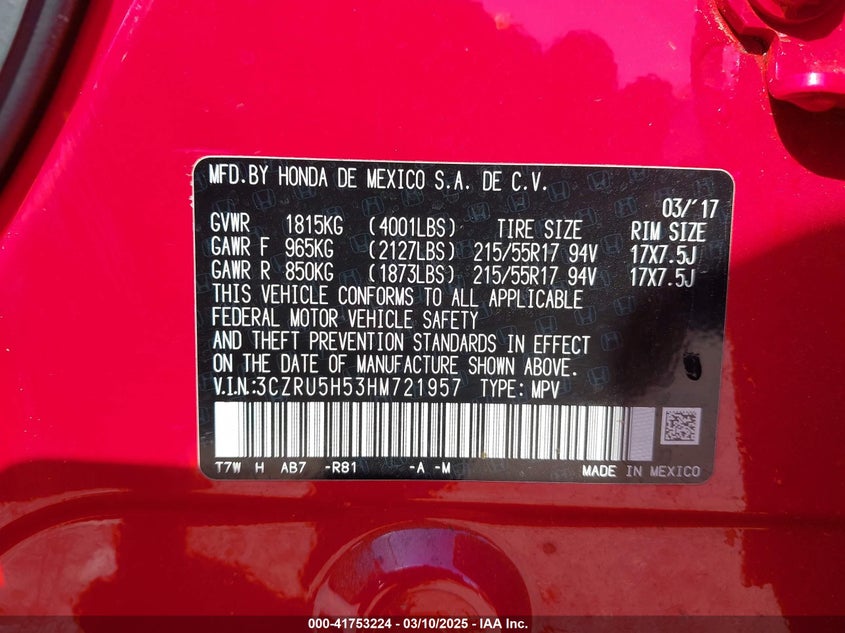 MFD.BY HONDA DE MEXICO S.A. DE C.V.
03/'17
GVWR 1815KG (4001LBS) TIRE SIZE RIM SIZE
GAWR F 965KG (2127LBS) 215/55R17 94V 17X7.5J
GAWR R 850KG (1873LBS) 215/55R17 94V 17X7.5J
THIS VEHICLE CONFORMS TO ALL APPLICABLE
FEDERAL MOTOR VEHICLE SAFETY
AND THEFT PREVENTION STANDARDS IN EFFECT
ON THE DATE OF MANUFACTURE SHOWN ABOVE.
V.I.N.:3CZRU5H53HM721957 TYPE: MPV
T7W H AB7 -R81 -A -M MADE IN MEXICO
000-41753224 — 03/10/2025 — IAA Inc.